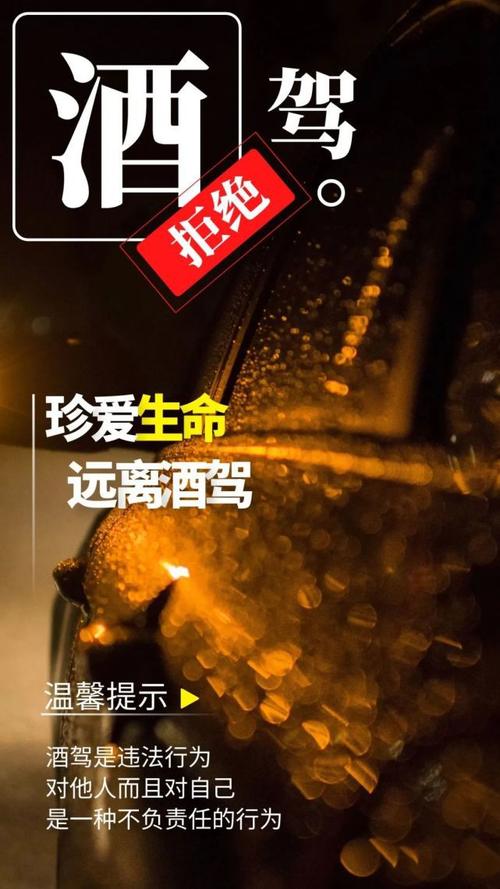 酒驾。
拒绝
珍爱生命
远离酒驾
温馨提示
酒驾是违法行为
对他人而且对自己
是一种不负责任的行为